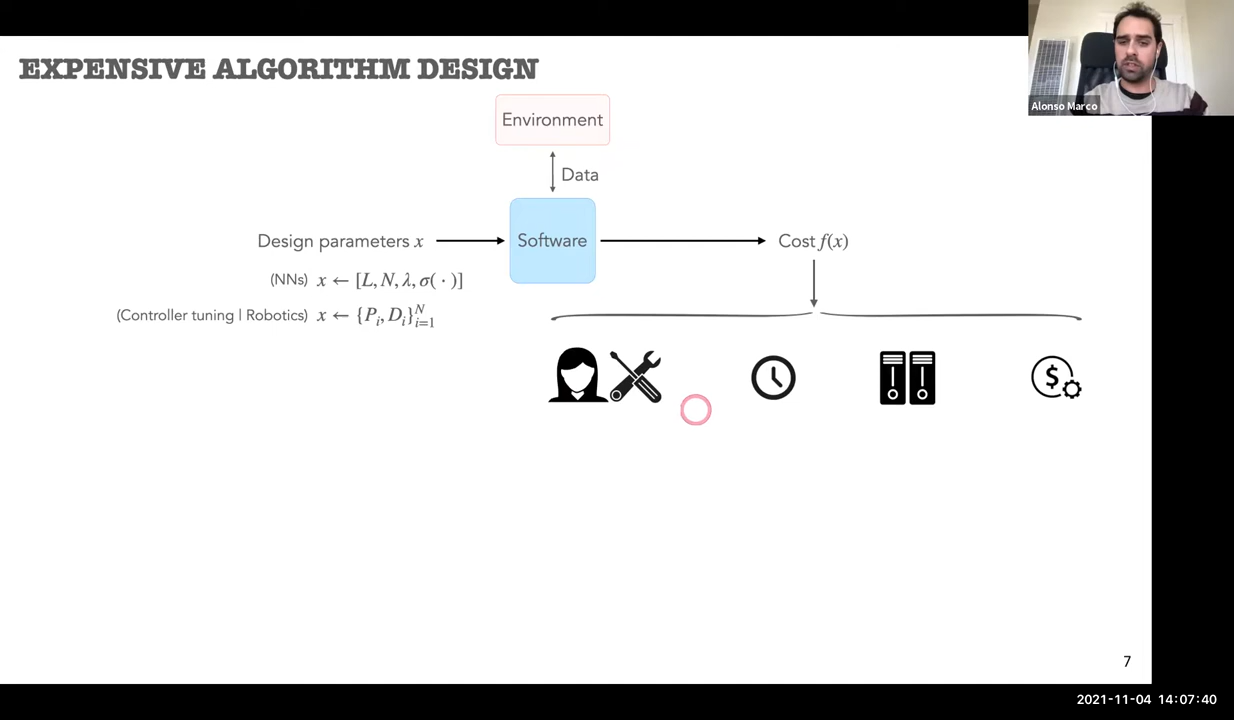 EXPENSIVE ALGORITHM DESIGN
Alonso Marco
Environment
Data
Design parameters x
Software
Cost f(x)
(NNs) x ← [L, N, λ, σ( · )]
(Controller tuning | Robotics) x ← {P_i, D_i}_{i=1}^N
$
7
2021-11-04 14:07:40